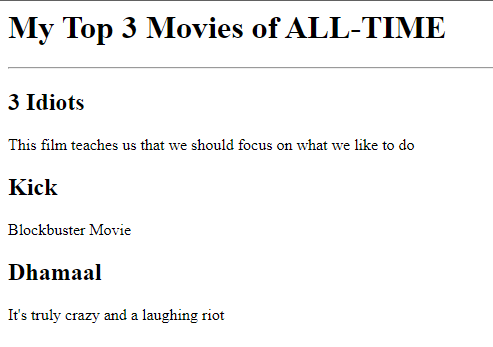 My Top 3 Movies of ALL-TIME
3 Idiots
This film teaches us that we should focus on what we like to do
Kick
Blockbuster Movie
Dhamaal
It's truly crazy and a laughing riot